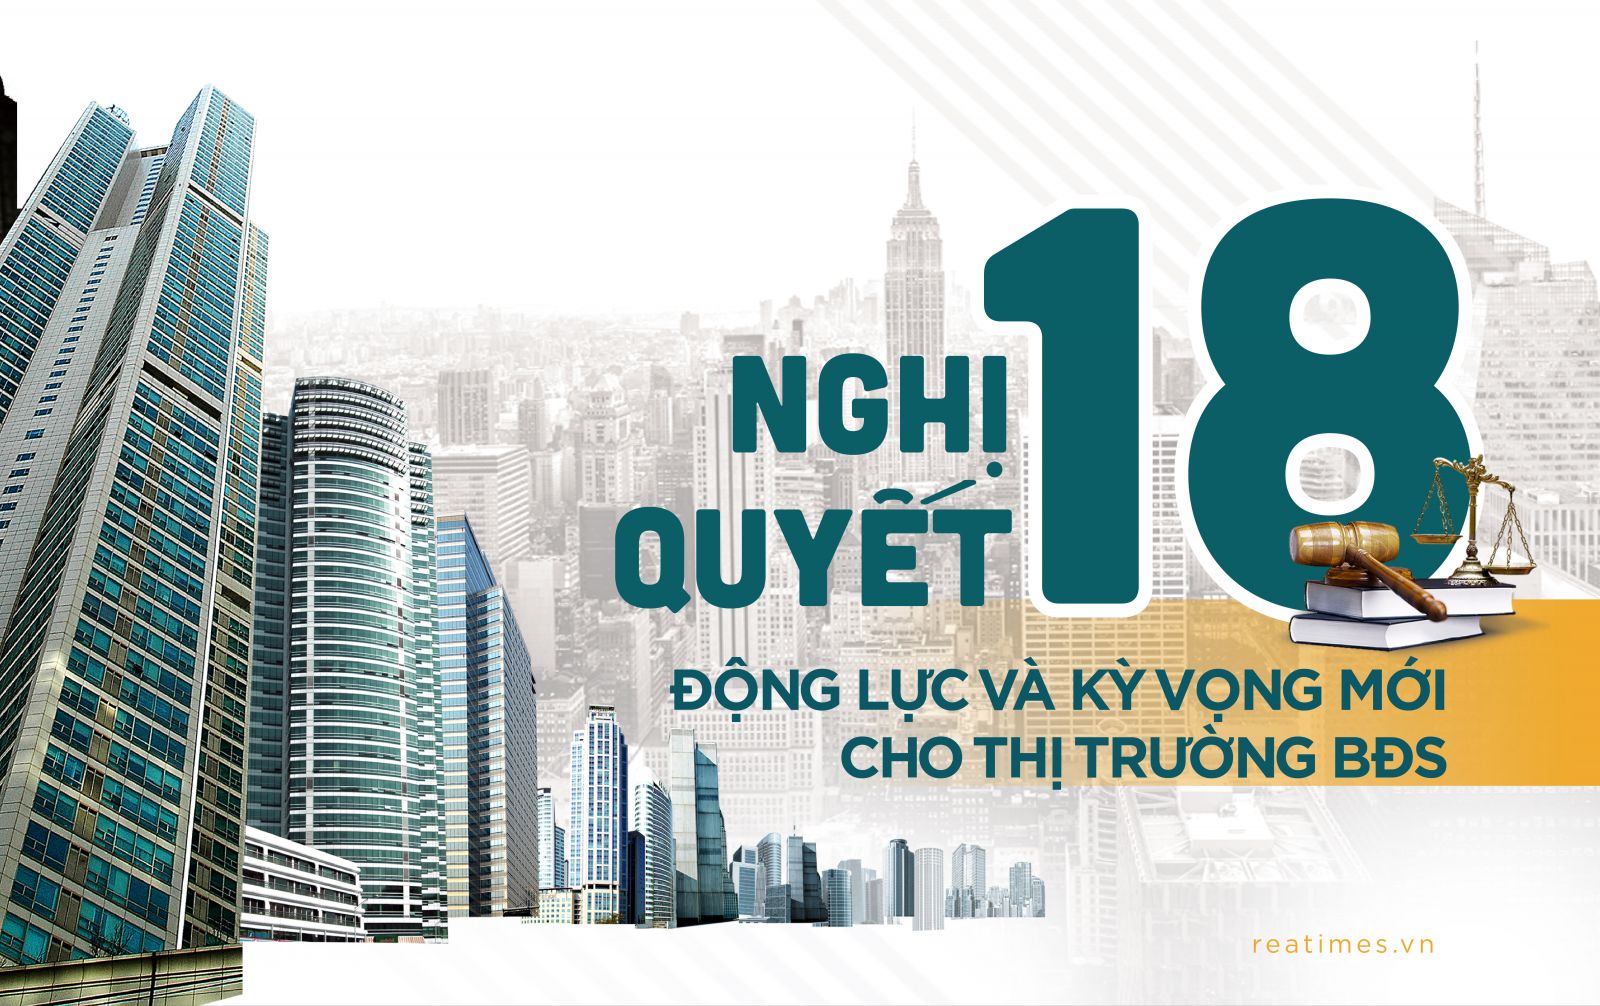 NGHỊ
QUYẾT
18
ĐỘNG LỰC VÀ KỲ VỌNG MỚI
CHO THỊ TRƯỜNG BĐS
reatimes.vn